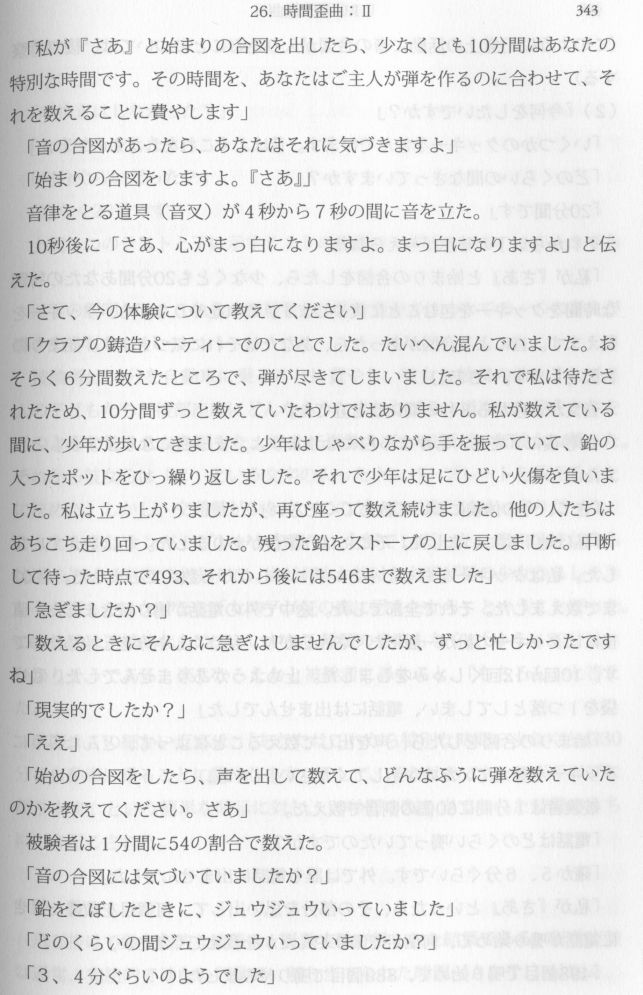 26. 時間歪曲：Ⅱ 343
「私が『さあ』と始まりの合図を出したら、少なくとも10分間はあなたの
特別な時間です。その時間を、あなたはご主人が弾を作るのに合わせて、そ
れを数えることに費やします」
「音の合図があったら、あなたはそれに気づきますよ」
「始まりの合図をしますよ。『さあ』」
音律をとる道具（音叉）が４秒から７秒の間に音を立た。
10秒後に「さあ、心がまっ白になりますよ。まっ白になりますよ」と伝
えた。
「さて、今の体験について教えてください」
「クラブの鋳造パーティーでのことでした。たいへん混んでいました。お
そらく６分間数えたところで、弾が尽きてしまいました。それで私は待たさ
れたため、10分間ずっと数えていたわけではありません。私が数えている
間に、少年が歩いてきました。少年はしゃべりながら手を振っていて、鉛の
入ったポットをひっ繰り返しました。それで少年は足にひどい火傷を負いま
した。私は立ち上がりましたが、再び座って数え続けました。他の人たちは
あちこち走り回っていました。残った鉛をストーブの上に戻しました。中断
して待った時点で493、それから後には546まで数えました」
「急ぎましたか？」
「数えるときにそんなに急ぎはしませんでしたが、ずっと忙しかったです
ね」
「現実的でしたか？」
「ええ」
「始めの合図をしたら、声を出して数えて、どんなふうに弾を数えていた
のかを教えてください。さあ」
被験者は１分間に54の割合で数えた。
「音の合図には気づいていましたか？」
「鉛をこぼしたときに、ジュウジュウいっていました」
「どのくらいの間ジュウジュウいっていましたか？」
「３、４分ぐらいのようでした」